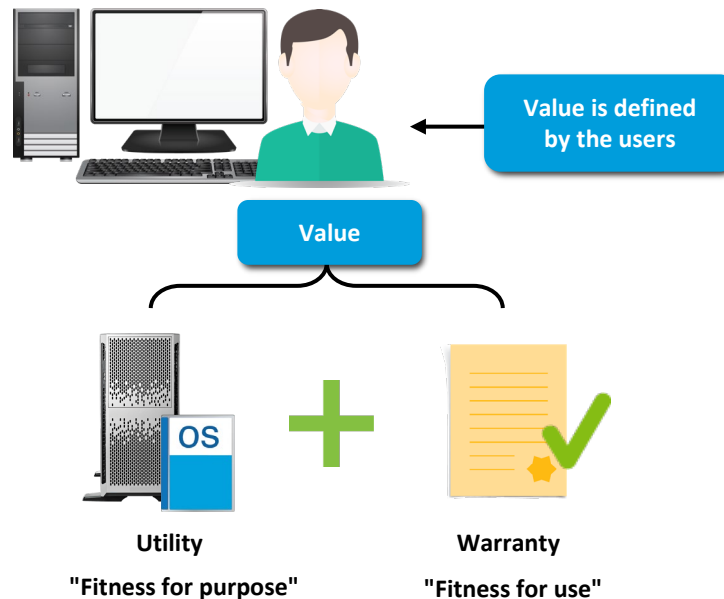 Value is defined
by the users
Value
OS
Utility
Warranty
"Fitness for purpose"
"Fitness for use"